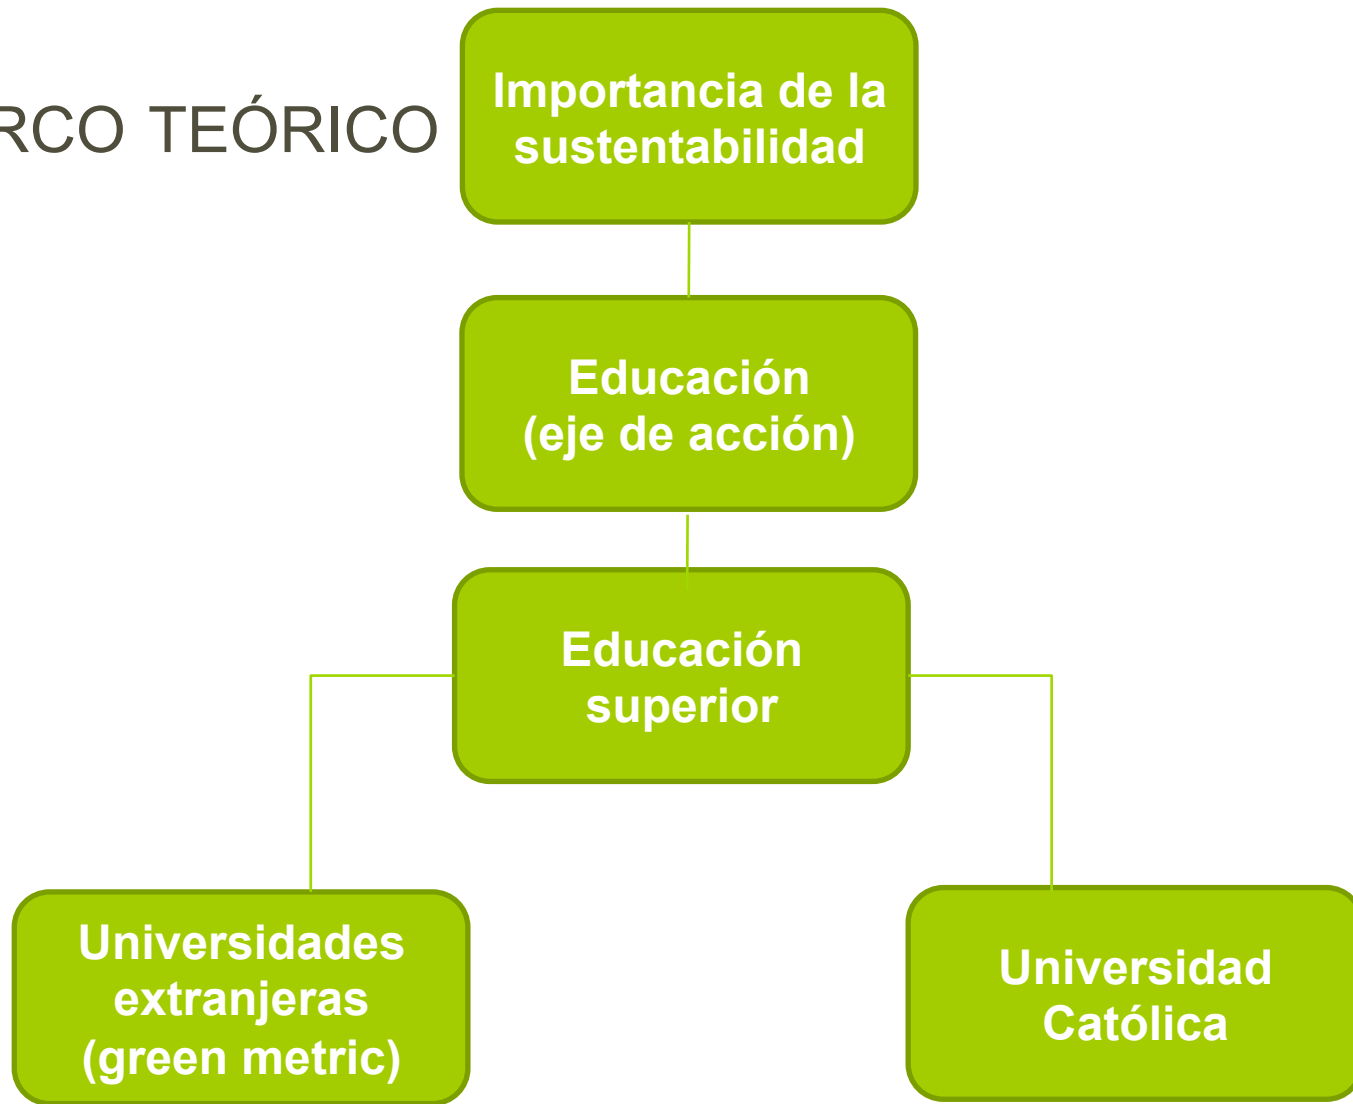 RCO TEÓRICO
Importancia de la
sustentabilidad
Educación
(eje de acción)
Educación
superior
Universidades
extranjeras
(green metric)
Universidad
Católica